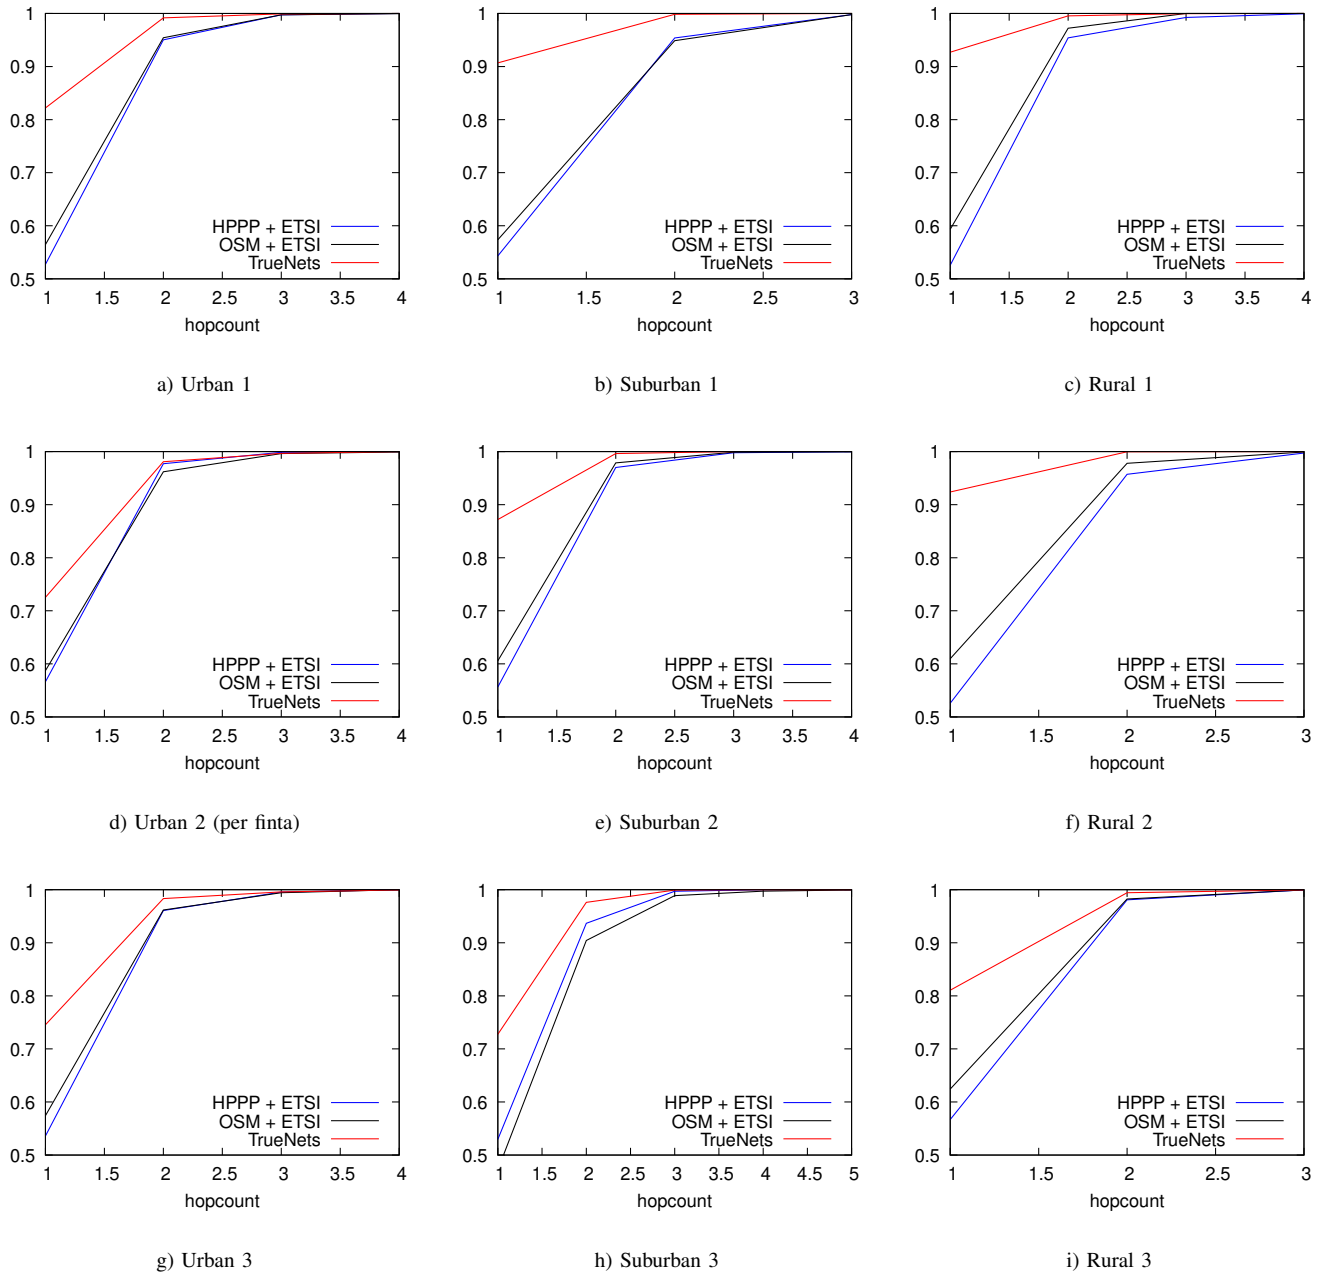 1
0.9
0.8
0.7
0.6
0.5
HPPP + ETSI
OSM + ETSI
TrueNets
1 1.5 2 2.5 3 3.5 4
hopcount
a) Urban 1
1
0.9
0.8
0.7
0.6
0.5
HPPP + ETSI
OSM + ETSI
TrueNets
1 1.5 2 2.5 3
hopcount
b) Suburban 1
1
0.9
0.8
0.7
0.6
0.5
HPPP + ETSI
OSM + ETSI
TrueNets
1 1.5 2 2.5 3 3.5 4
hopcount
c) Rural 1
1
0.9
0.8
0.7
0.6
0.5
HPPP + ETSI
OSM + ETSI
TrueNets
1 1.5 2 2.5 3 3.5 4
hopcount
d) Urban 2 (per finta)
1
0.9
0.8
0.7
0.6
0.5
HPPP + ETSI
OSM + ETSI
TrueNets
1 1.5 2 2.5 3 3.5 4
hopcount
e) Suburban 2
1
0.9
0.8
0.7
0.6
0.5
HPPP + ETSI
OSM + ETSI
TrueNets
1 1.5 2 2.5 3
hopcount
f) Rural 2
1
0.9
0.8
0.7
0.6
0.5
HPPP + ETSI
OSM + ETSI
TrueNets
1 1.5 2 2.5 3 3.5 4
hopcount
g) Urban 3
1
0.9
0.8
0.7
0.6
0.5
HPPP + ETSI
OSM + ETSI
TrueNets
1 1.5 2 2.5 3 3.5 4 4.5 5
hopcount
h) Suburban 3
1
0.9
0.8
0.7
0.6
0.5
HPPP + ETSI
OSM + ETSI
TrueNets
1 1.5 2 2.5 3
hopcount
i) Rural 3